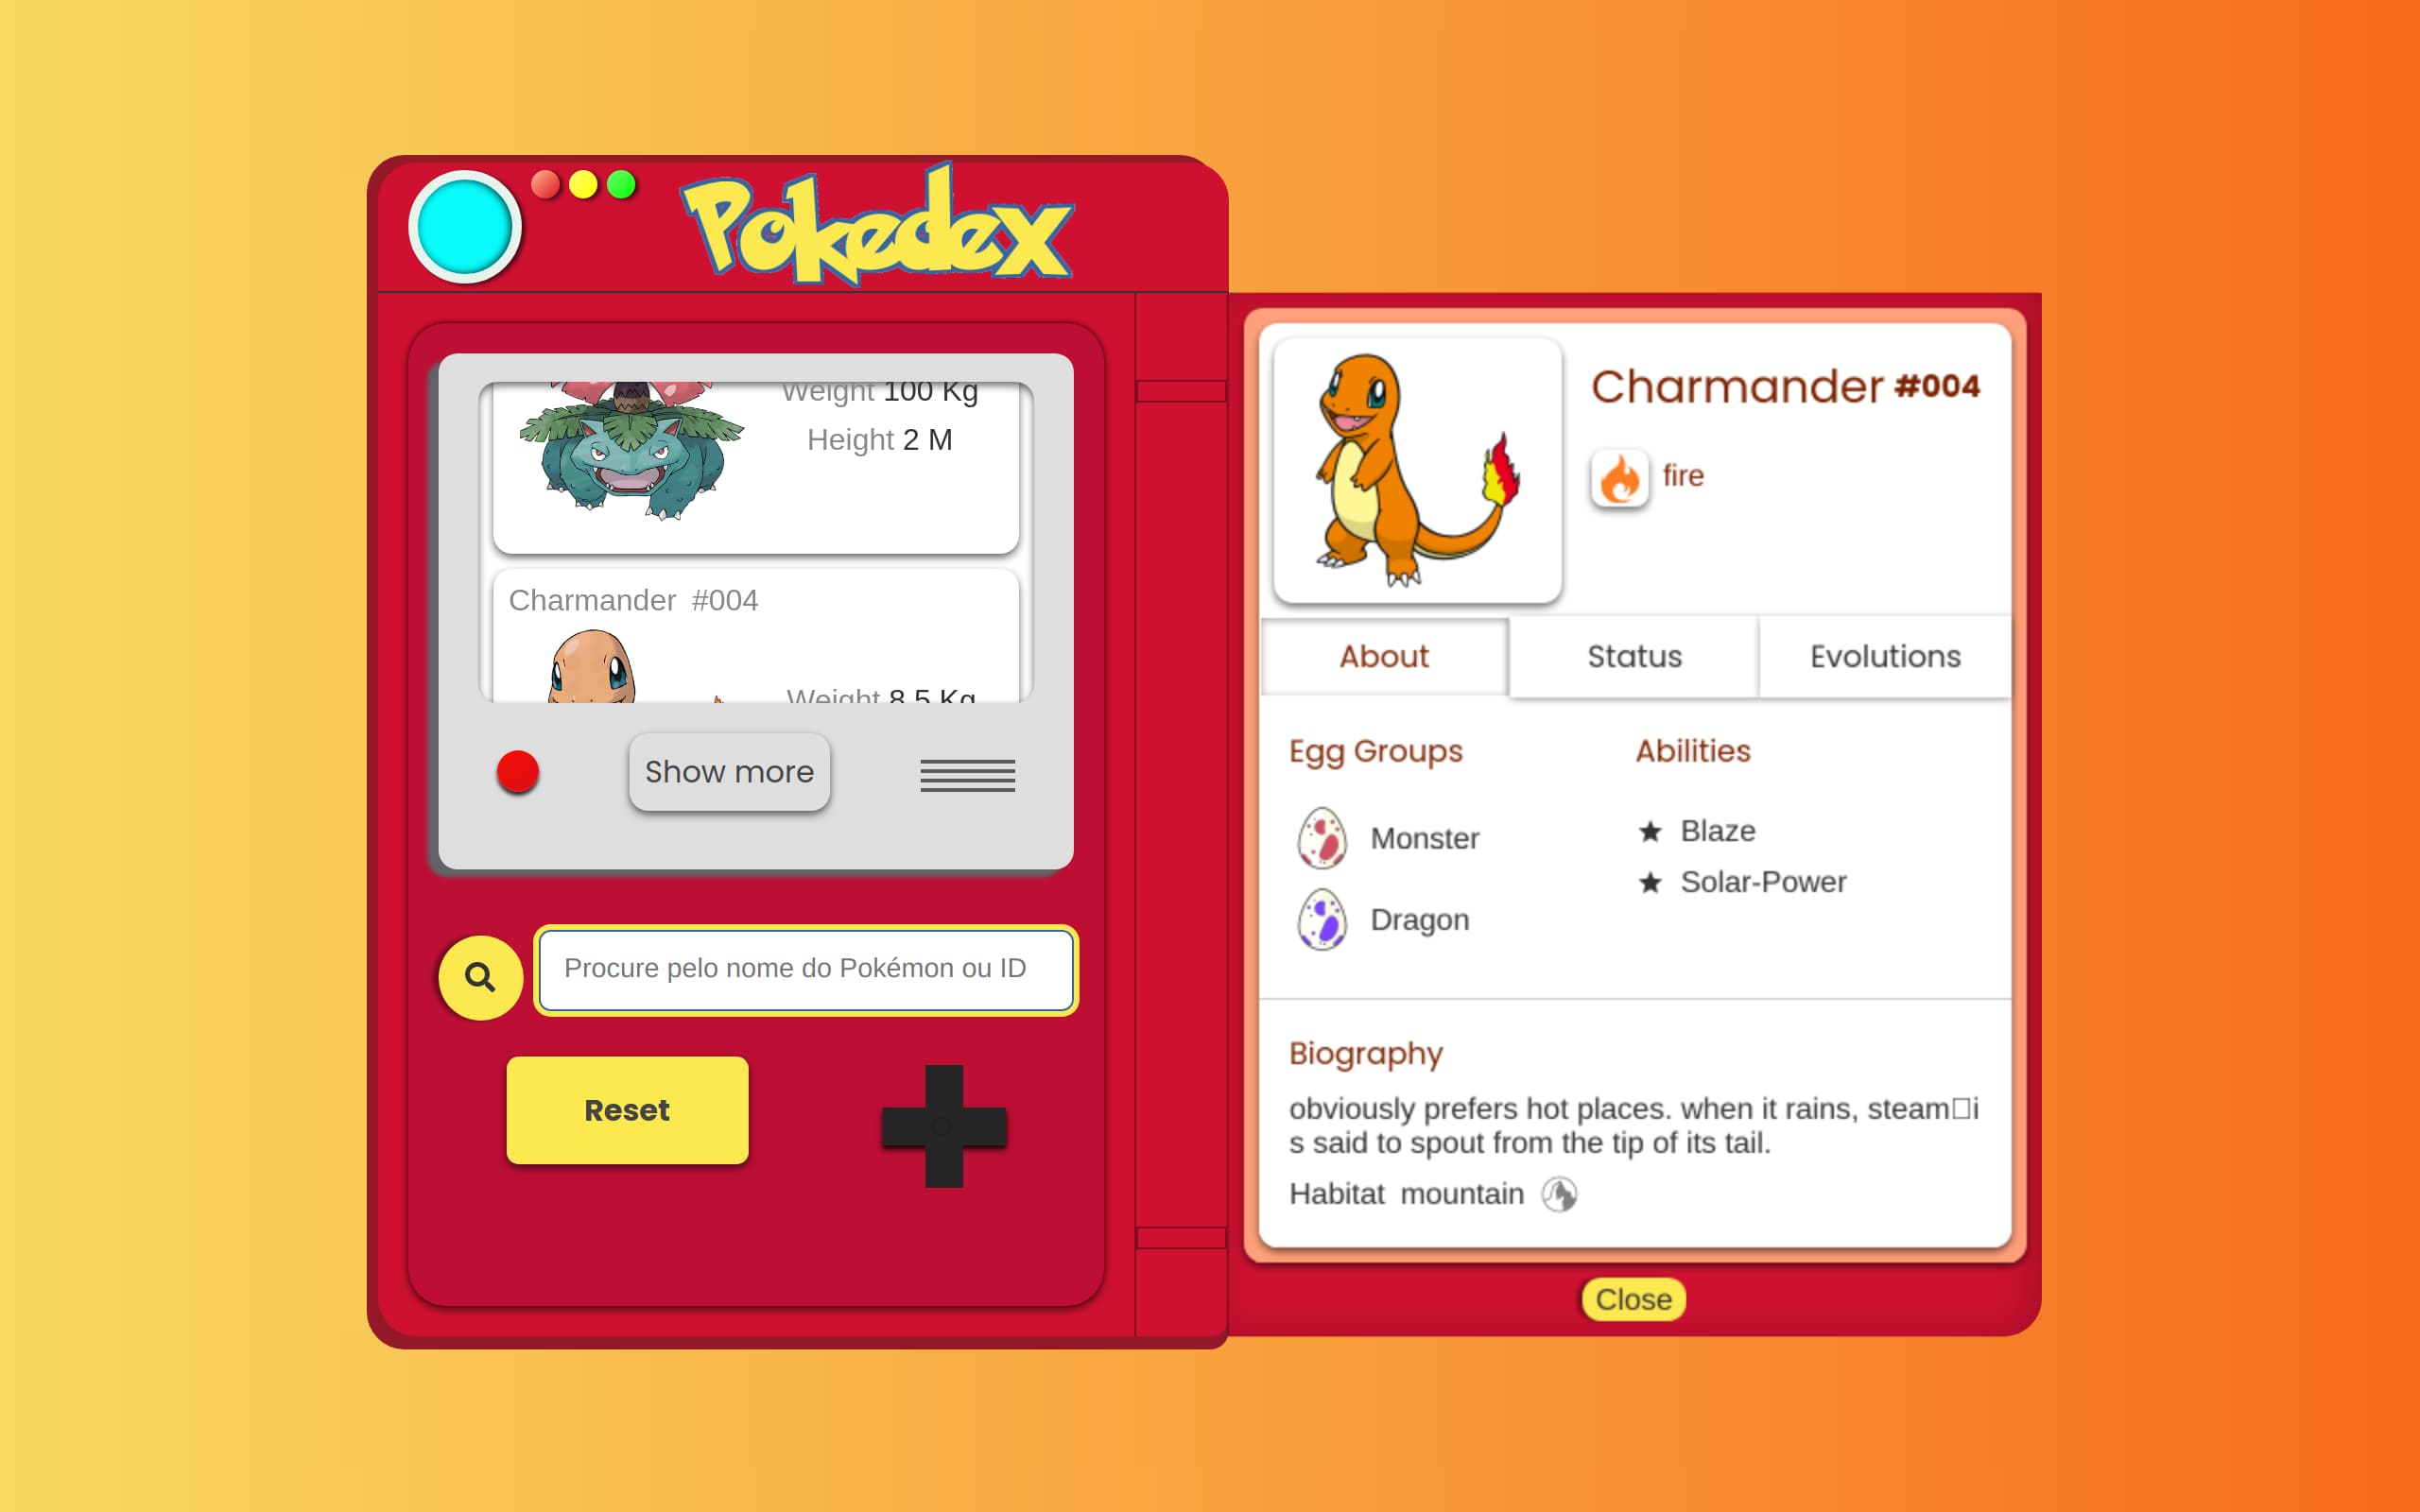 Pokedex
Weight 100 Kg
Height 2 M
Charmander #004
Weight 8.5 Kg
Show more
Procure pelo nome do Pokémon ou ID
Reset
Charmander #004
fire
About Status Evolutions
Egg Groups
Monster
Dragon
Abilities
★ Blaze
★ Solar-Power
Biography
obviously prefers hot places. when it rains, steam□i
s said to spout from the tip of its tail.
Habitat mountain
Close